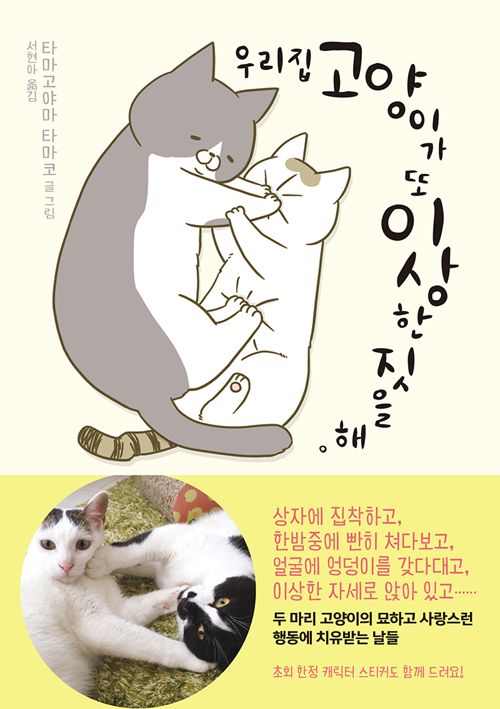 우리집 고양이가 또 이상한 짓을 해。
타마고야마 타마코 글 그림
서현아 옮김
상자에 집착하고,
한밤중에 빤히 쳐다보고,
얼굴에 엉덩이를 갖다대고,
이상한 자세로 앉아 있고……
두 마리 고양이의 묘하고 사랑스런
행동에 치유받는 날들
초회 한정 캐릭터 스티커도 함께 드려요!